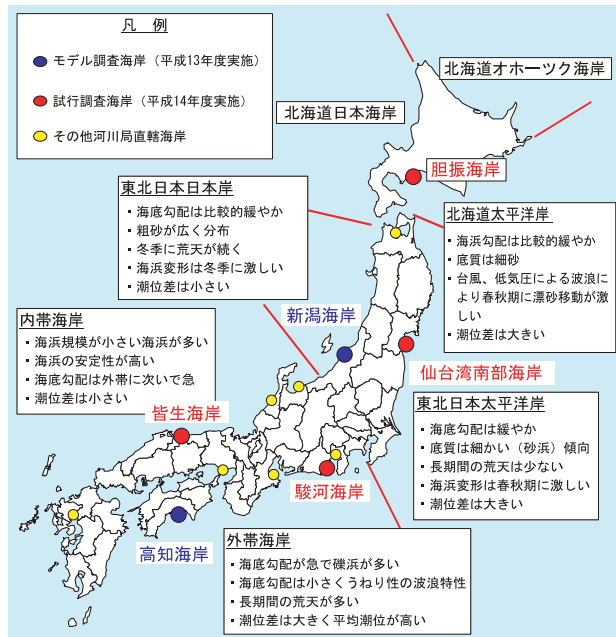 凡　例
モデル調査海岸（平成13年度実施）
試行調査海岸（平成14年度実施）
その他河川局直轄海岸
北海道オホーツク海岸
北海道日本海岸
胆振海岸
東北日本日本岸
・海底勾配は比較的緩やか
・粗砂が広く分布
・冬季に荒天が続く
・海浜変形は冬季に激しい
・潮位差は小さい
北海道太平洋岸
・海浜勾配は比較的緩やか
・底質は細砂
・台風、低気圧による波浪に
より春秋期に漂砂移動が激
しい
・潮位差は大きい
新潟海岸
内帯海岸
・海浜規模が小さい海浜が多い
・海浜の安定性が高い
・海底勾配は外帯に次いで急
・潮位差は小さい
仙台湾南部海岸
皆生海岸
東北日本太平洋岸
・海底勾配は緩やか
・底質は細かい（砂浜）傾向
・長期間の荒天は少ない
・海浜変形は春秋期に激しい
・潮位差は大きい
駿河海岸
高知海岸
外帯海岸
・海底勾配が急で礫浜が多い
・海底勾配は小さくうねり性の波浪特性
・長期間の荒天が多い
・潮位差は大きく平均潮位が高い